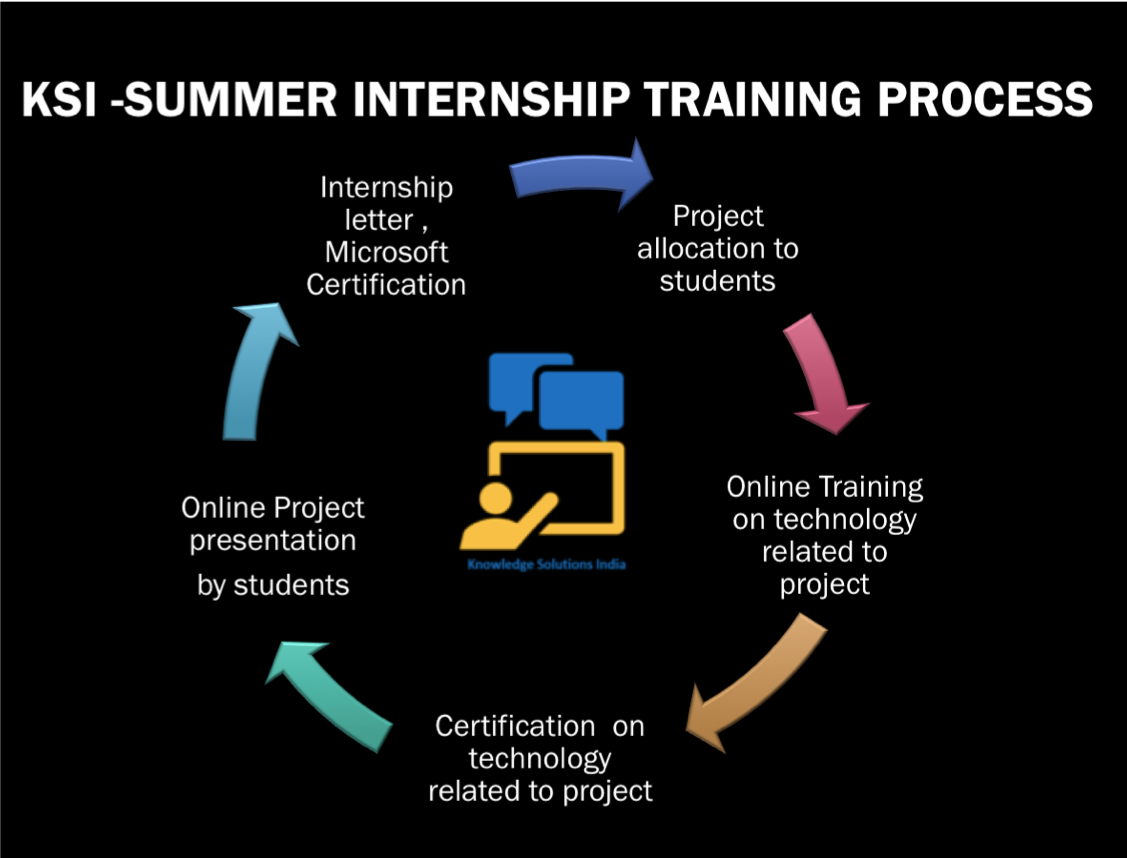 KSI -SUMMER INTERNSHIP TRAINING PROCESS
Internship
letter ,
Microsoft
Certification
Project
allocation to
students
Online Training
on technology
related to
project
Certification  on
technology
related to project
Online Project
presentation
by students
Knowledge Solutions India